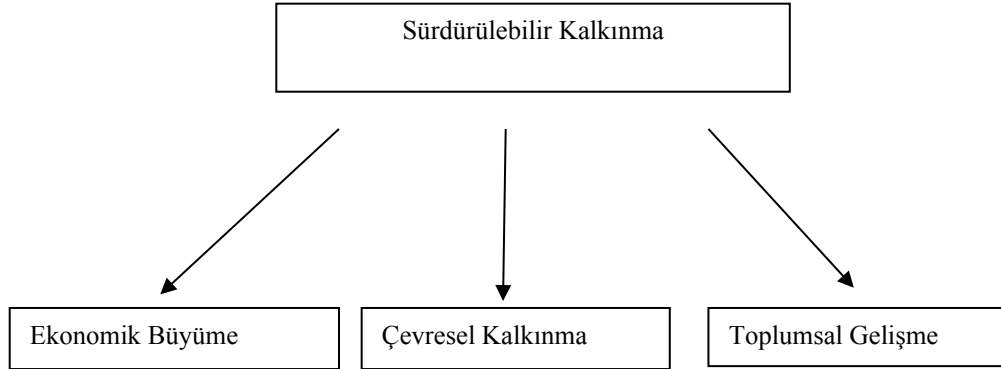 Sürdürülebilir Kalkınma
Ekonomik Büyüme
Çevresel Kalkınma
Toplumsal Gelişme